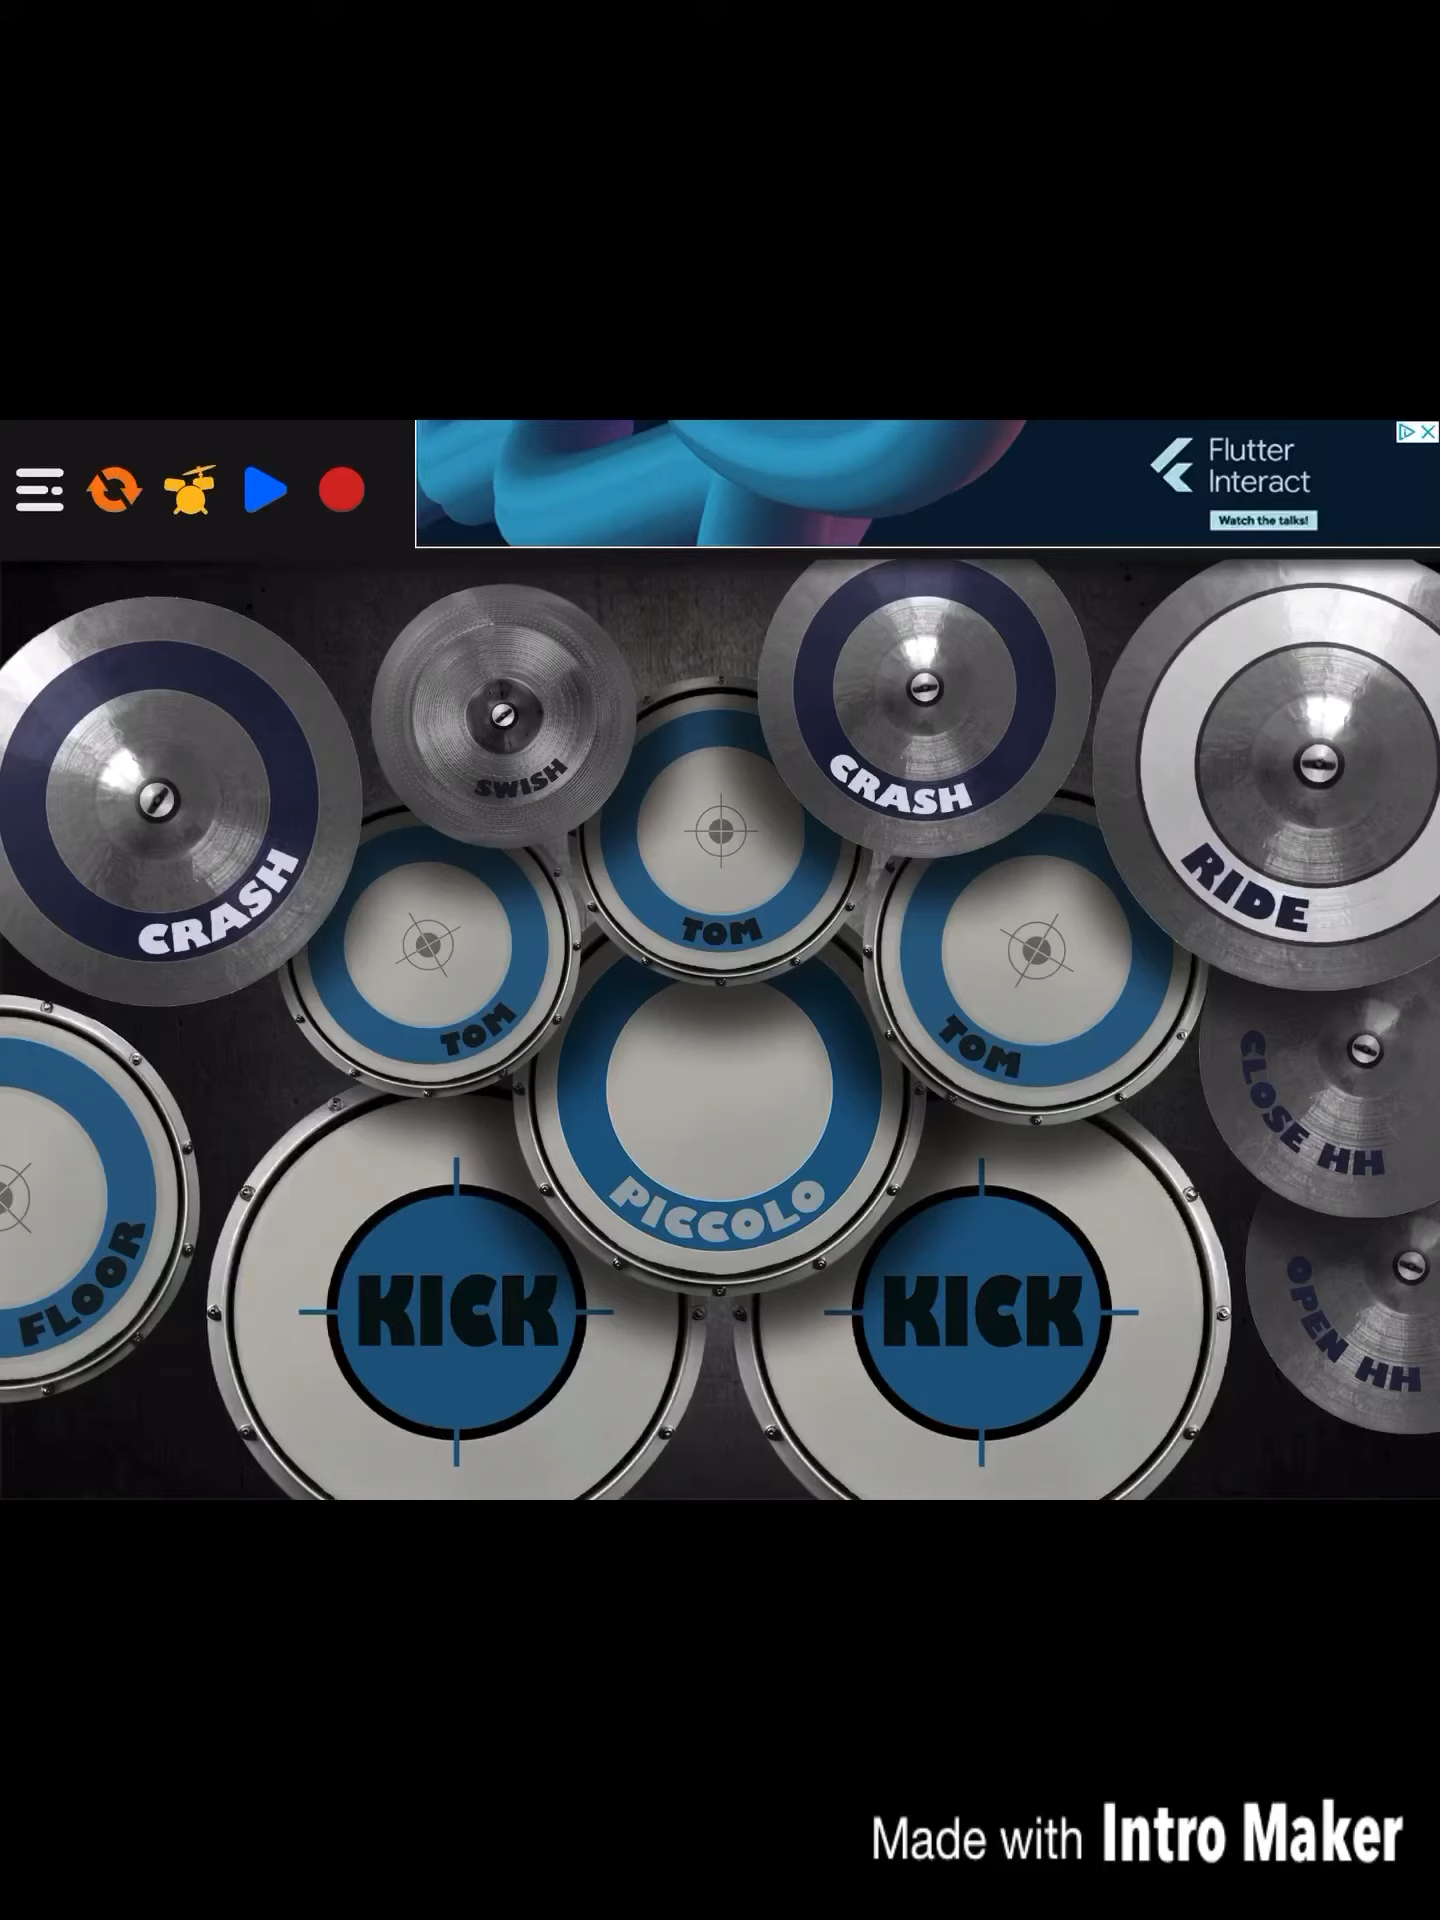 Flutter
Interact
Watch the talks!
SWISH
CRASH
CRASH
RIDE
TOM
TOM
TOM
CLOSE HH
PICCOLO
FLOOR
KICK
KICK
OPEN HH
Made with Intro Maker